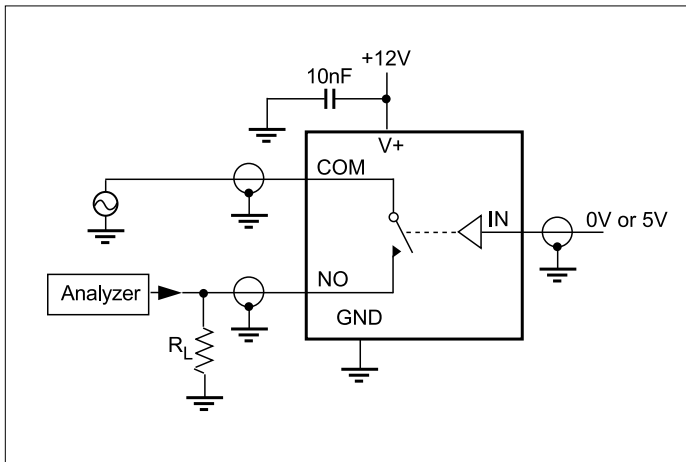 +12V
10nF
V+
COM
IN
0V or 5V
NO
Analyzer
GND
RL